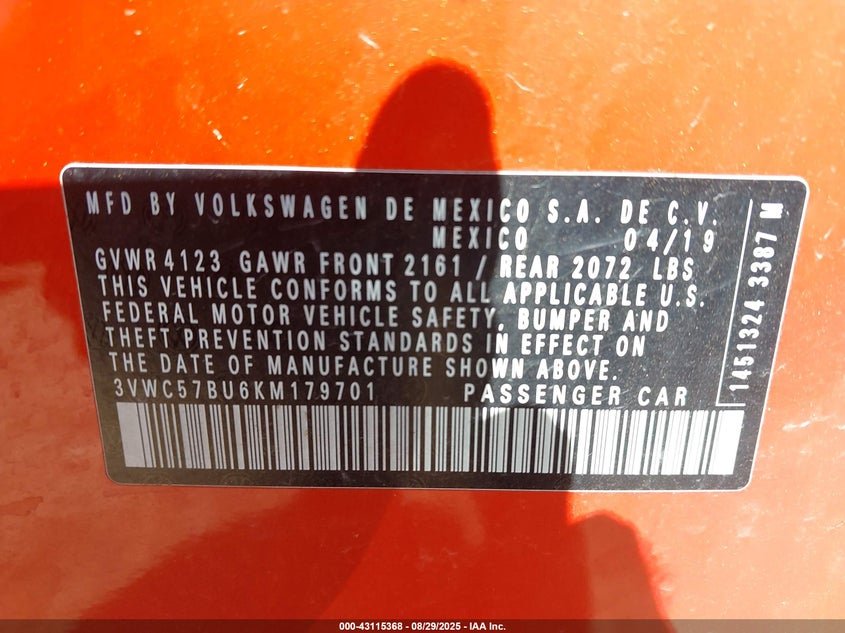 MFD BY VOLKSWAGEN DE MEXICO S.A. DE C.V.
MEXICO 04/19
GVWR 4123 GAWR FRONT 2161 / REAR 2072 LBS
THIS VEHICLE CONFORMS TO ALL APPLICABLE U.S.
FEDERAL MOTOR VEHICLE SAFETY, BUMPER AND
THEFT PREVENTION STANDARDS IN EFFECT ON
THE DATE OF MANUFACTURE SHOWN ABOVE.
3VWC57BU6KM179701 PASSENGER CAR
1451324 3387 M
000-43115368 - 08/29/2025 - IAA Inc.